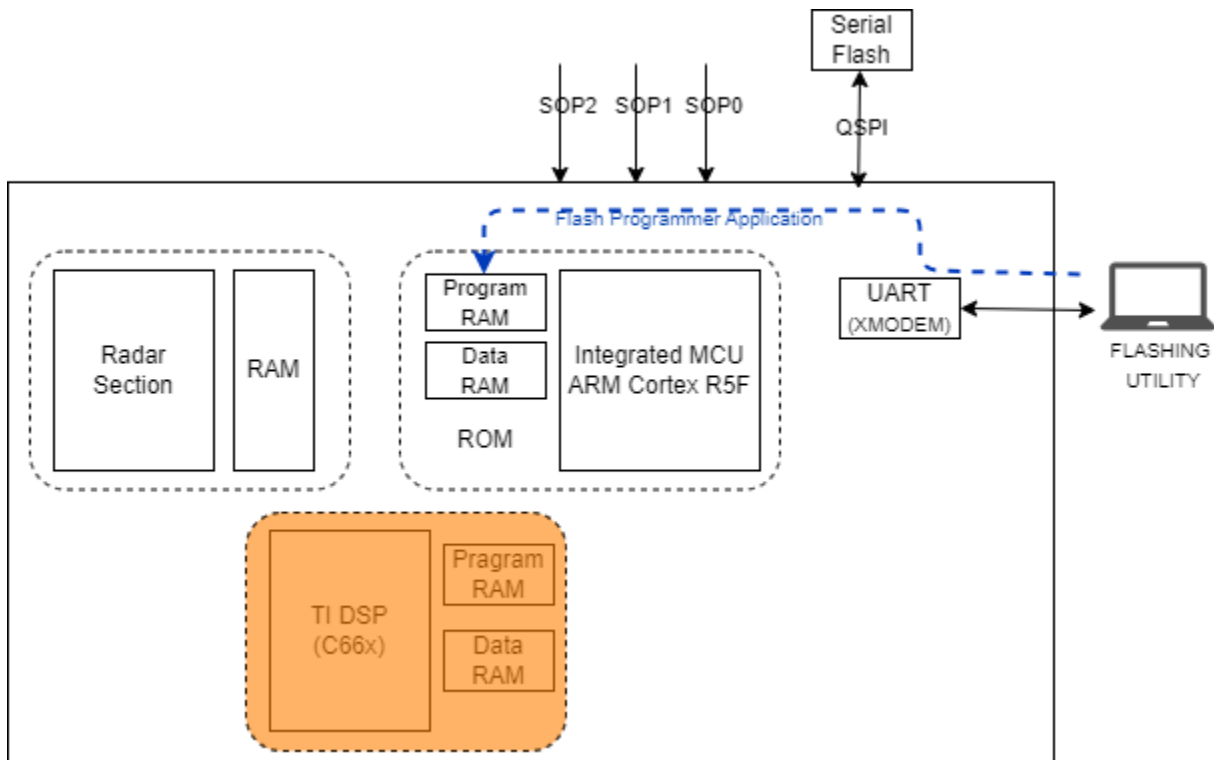 Serial
Flash
SOP2
SOP1
SOP0
QSPI
Flash Programmer Application
Program
RAM
Data
RAM
ROM
Integrated MCU
ARM Cortex R5F
Radar
Section
RAM
UART
(XMODEM)
FLASHING
UTILITY
TI DSP
(C66x)
Pragram
RAM
Data
RAM